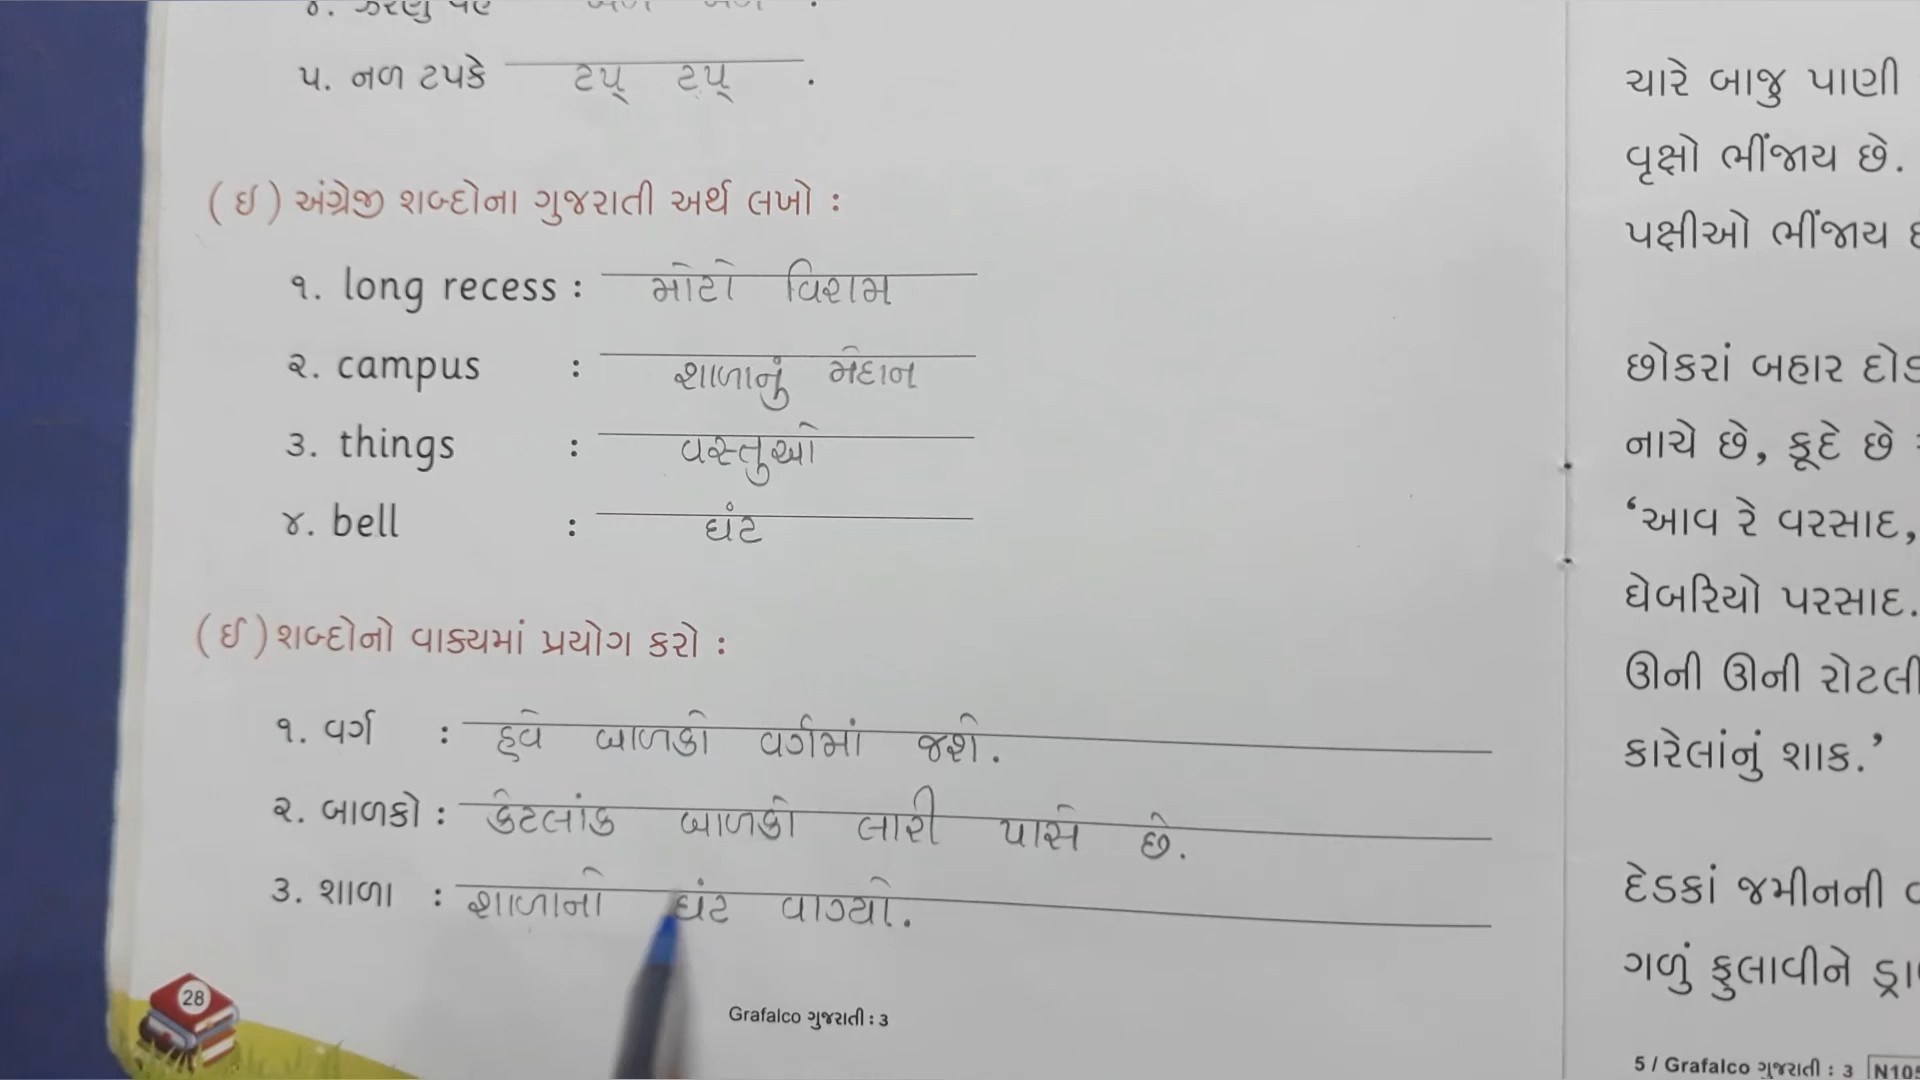 ૫. નળ ટપકે ટપ્ ટપ્ .
(ઇ) અંગ્રેજી શબ્દોના ગુજરાતી અર્થ લખો :
૧. long recess : મોટો વિરામ
૨. campus : શાળાનું મેદાન
૩. things : વસ્તુઓ
૪. bell : ઘંટ
(ઈ) શબ્દોનો વાક્યમાં પ્રયોગ કરો :
૧. વર્ગ : હવે બાળકો વર્ગમાં જશે.
૨. બાળકો : કેટલાંક બાળકો લારી પાસે છે.
૩. શાળા : શાળાનો ઘંટ વાગ્યો.
28
Grafalco ગુજરાતી : ૩
ચારે બાજુ પાણી
વૃક્ષો ભીંજાય છે.
પક્ષીઓ ભીંજાય
છોકરાં બહાર
નાચે છે, કૂદે છે
‘આવ રે વરસાદ,
ઘેબરિયો પરસાદ.
ઊની ઊની રોટલી
કારેલાંનું શાક.’
દેડકાં જમીનની
ગળું ફુલાવીને
5 / Grafalco ગુજરાતી : 3